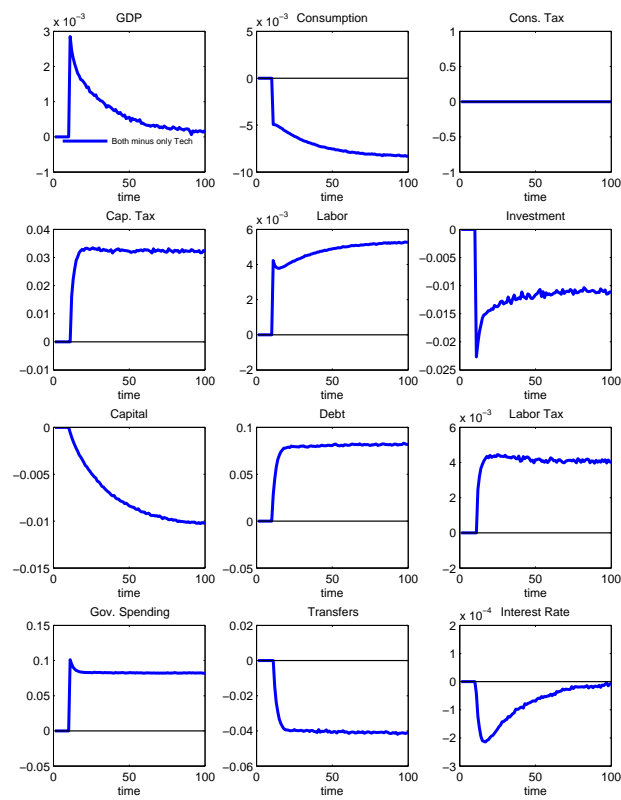 GDP
x 10⁻³
3
2
1
0
−1
Both minus only Tech
0 50 100
time
Consumption
x 10⁻³
5
0
−5
−10
0 50 100
time
Cons. Tax
1
0.5
0
−0.5
−1
0 50 100
time
Cap. Tax
0.04
0.03
0.02
0.01
0
−0.01
0 50 100
time
Labor
x 10⁻³
6
4
2
0
−2
0 50 100
time
Investment
0
−0.005
−0.01
−0.015
−0.02
−0.025
0 50 100
time
Capital
0
−0.005
−0.01
−0.015
0 50 100
time
Debt
0.1
0.05
0
−0.05
0 50 100
time
Labor Tax
x 10⁻³
6
4
2
0
−2
0 50 100
time
Gov. Spending
0.15
0.1
0.05
0
−0.05
0 50 100
time
Transfers
0.02
0
−0.02
−0.04
−0.06
0 50 100
time
Interest Rate
x 10⁻⁴
2
1
0
−1
−2
−3
0 50 100
time